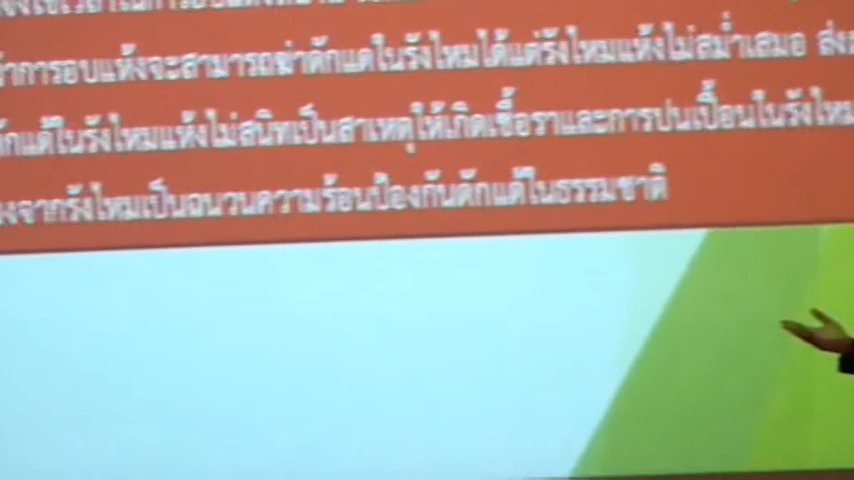 การอบแห้งจะสามารถฆ่าดักแด้ในรังไหมได้แต่รังไหมแห้งไม่สม่ำเสมอ
ในรังไหมแห้งไม่สนิทเป็นสาเหตุให้เกิดเชื้อราและการปนเปื้อนในรังไหม
จากรังไหมเป็นฉนวนความร้อนป้องกันดักแด้ในธรรมชาติ